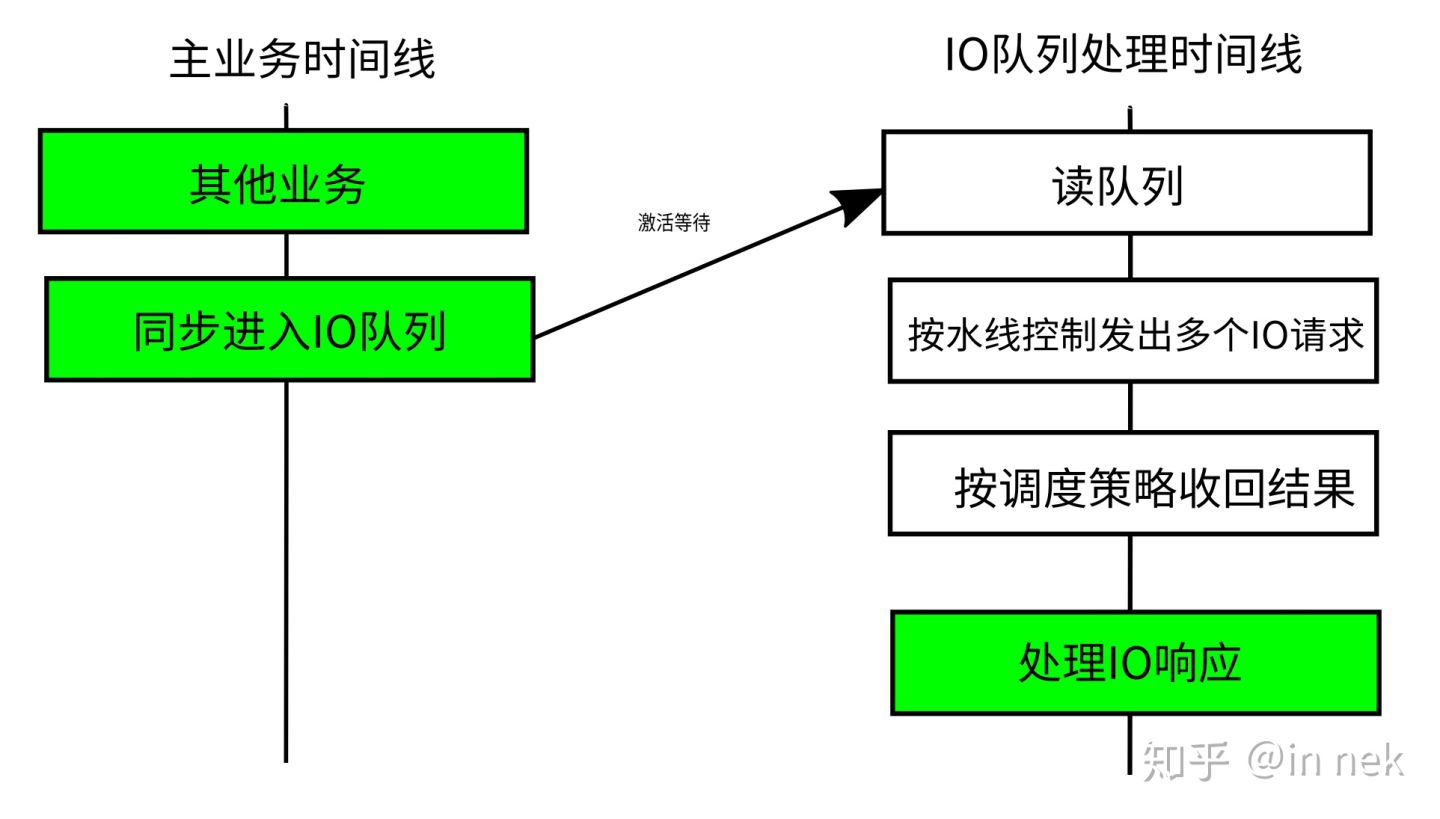 主业务时间线
IO队列处理时间线
其他业务
读队列
激活等待
同步进入IO队列
按水线控制发出多个IO请求
按调度策略收回结果
处理IO响应
知乎 @in nek